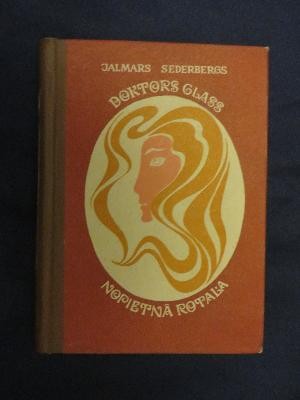 JALMARS SEDERBERGS
DOKTORS GLASS
NOPIETNĀ ROTAĻA